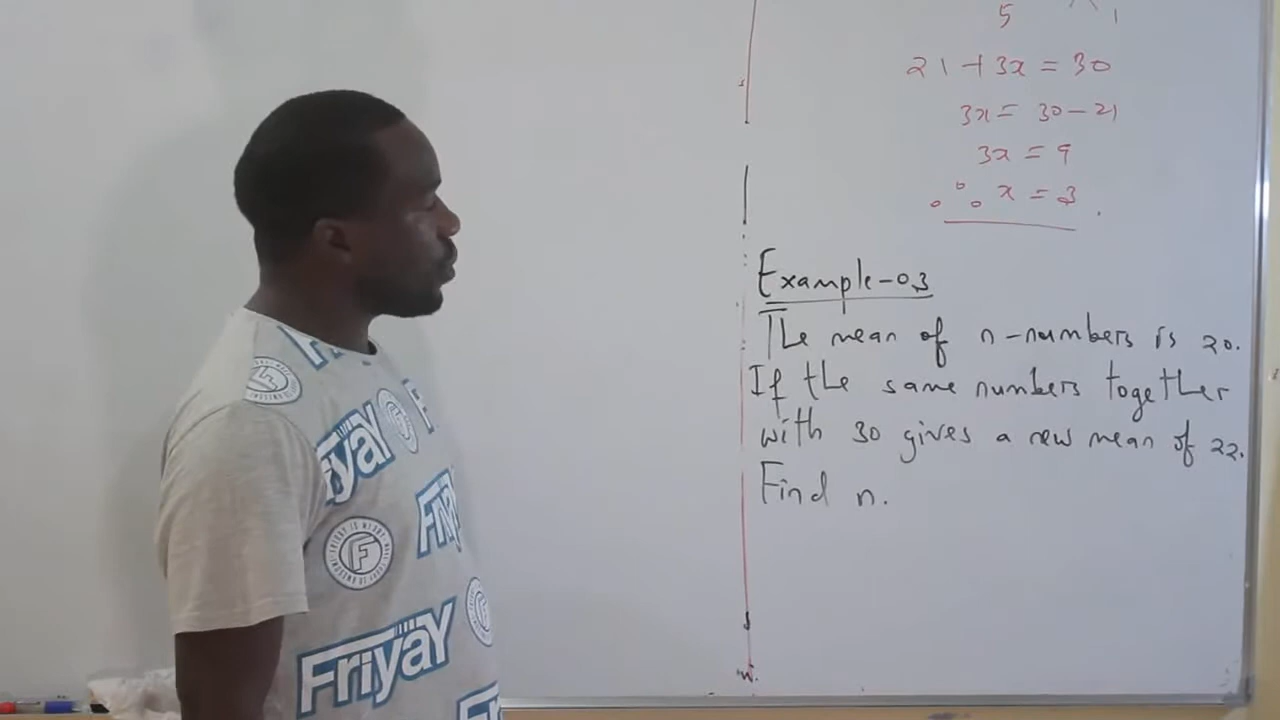 5
21 + 3x = 30
3x = 30 - 21
3x = 9
∴ x = 3
Example-03
The mean of n-numbers is 20.
If the same numbers together
with 30 gives a new mean of 22.
Find n.
Friyay
Friyay
F
Friyay